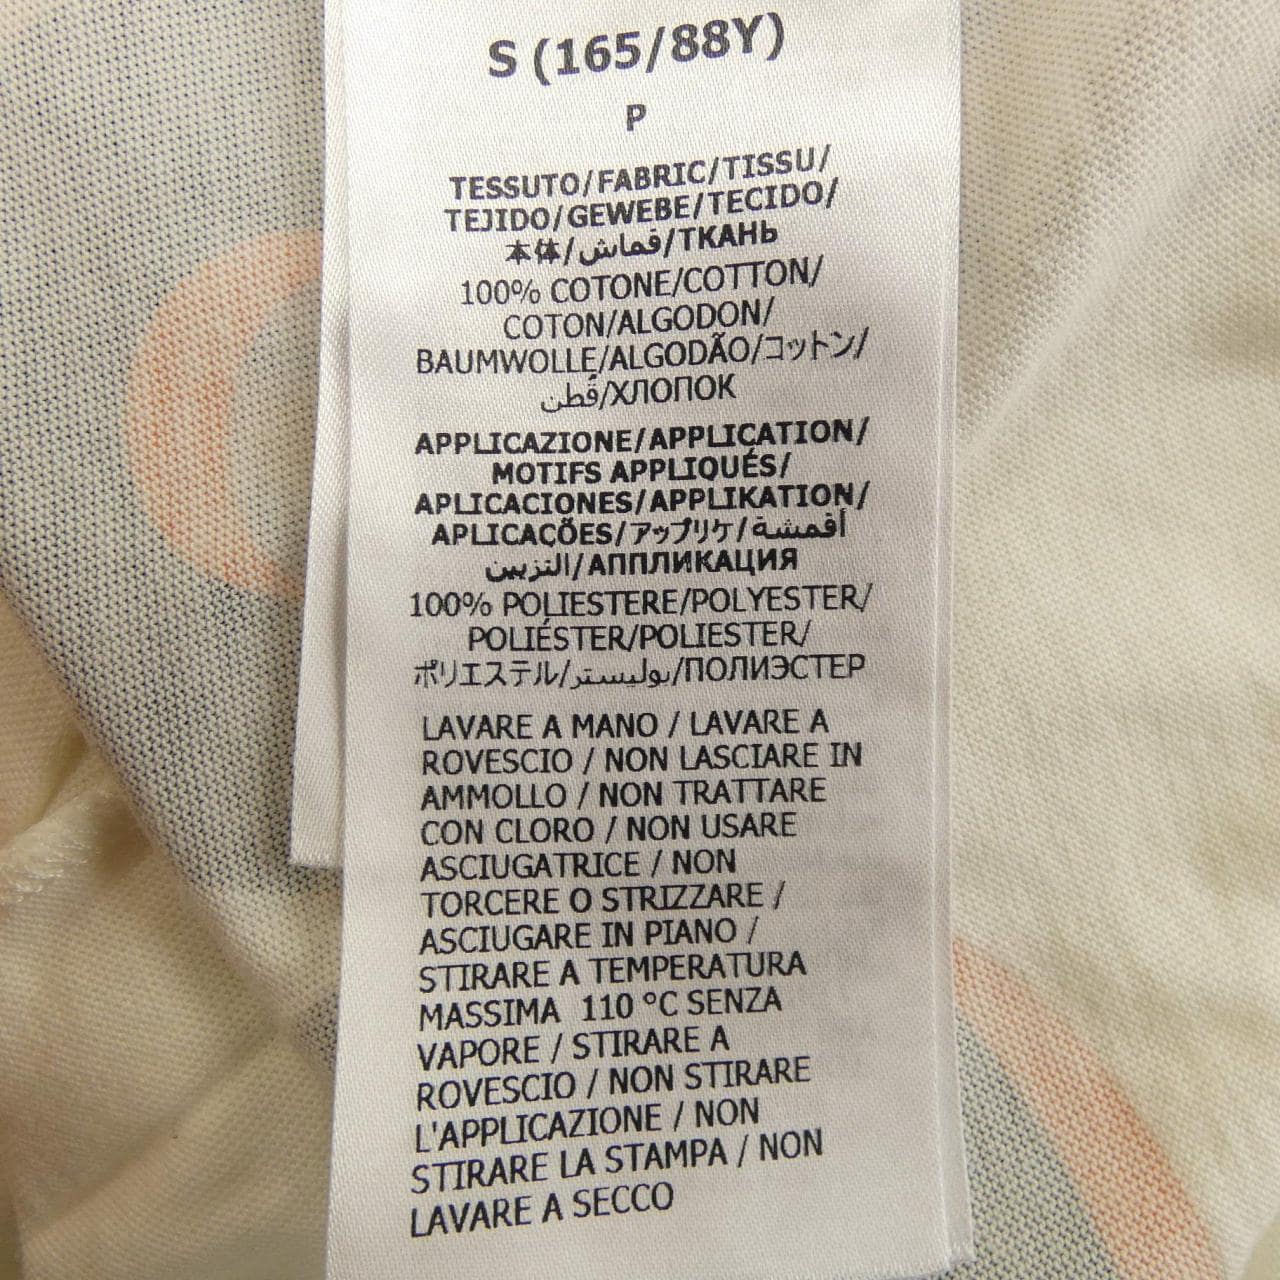 S (165/88Y)
P
TESSUTO/FABRIC/TISSU/
TEJIDO/GEWEBE/TECIDO/
本体/قماش/ТКАНЬ
100% COTONE/COTTON/
COTON/ALGODON/
BAUMWOLLE/ALGODÃO/コットン/
قطن/ХЛОПОК
APPLICAZIONE/APPLICATION/
MOTIFS APPLIQUÉS/
APLICACIONES/APPLIKATION/
APLICAÇÕES/アップリケ/أقمشة
التزيين/АППЛИКАЦИЯ
100% POLIESTERE/POLYESTER/
POLIÉSTER/POLIESTER/
ポリエステル/بوليستر/ПОЛИЭСТЕР
LAVARE A MANO / LAVARE A
ROVESCIO / NON LASCIARE IN
AMMOLLO / NON TRATTARE
CON CLORO / NON USARE
ASCIUGATRICE / NON
TORCERE O STRIZZARE /
ASCIUGARE IN PIANO /
STIRARE A TEMPERATURA
MASSIMA 110 °C SENZA
VAPORE / STIRARE A
ROVESCIO / NON STIRARE
L'APPLICAZIONE / NON
STIRARE LA STAMPA / NON
LAVARE A SECCO